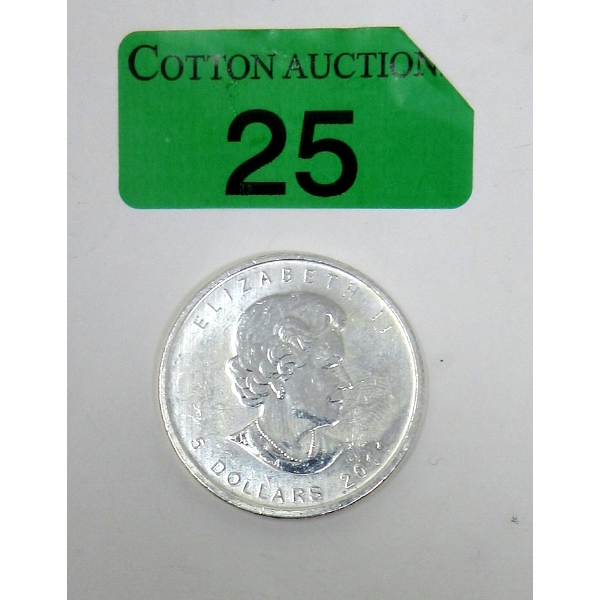 COTTON AUCTION
25
ELIZABETH II
5 DOLLARS